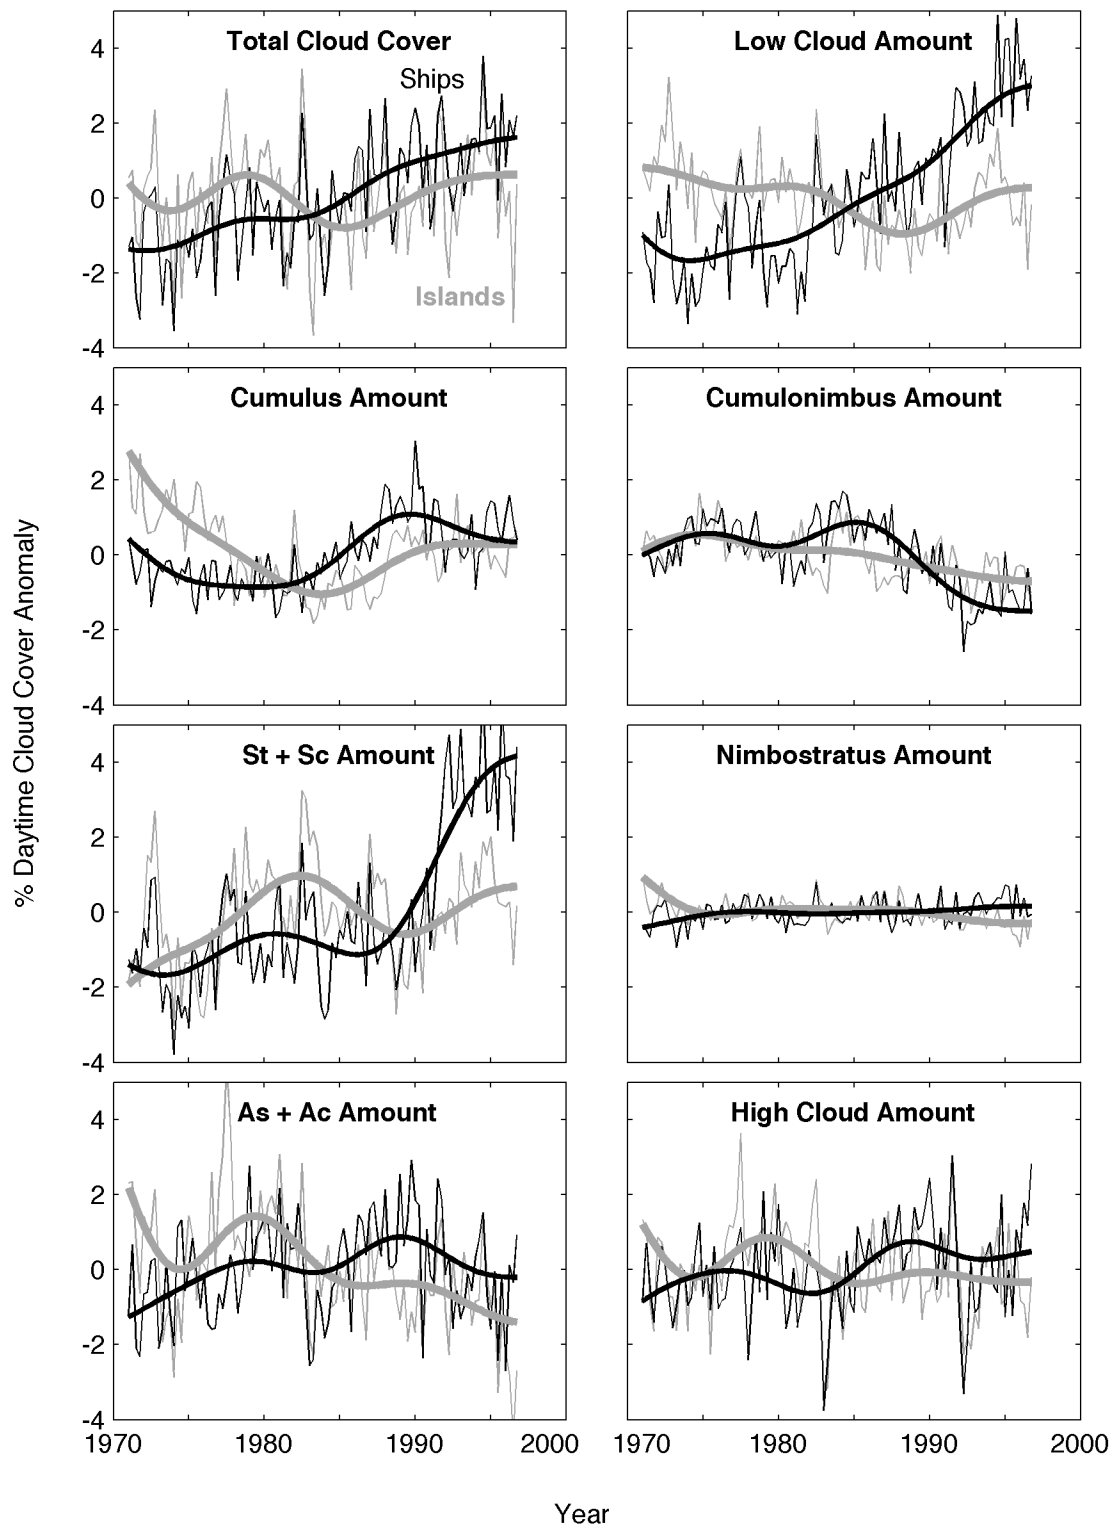 Total Cloud Cover
Low Cloud Amount
Ships
Islands
4
2
0
-2
-4
Cumulus Amount
Cumulonimbus Amount
4
2
0
-2
-4
% Daytime Cloud Cover Anomaly
St + Sc Amount
Nimbostratus Amount
4
2
0
-2
-4
As + Ac Amount
High Cloud Amount
4
2
0
-2
-4
1970 1980 1990 2000
1970 1980 1990 2000
Year